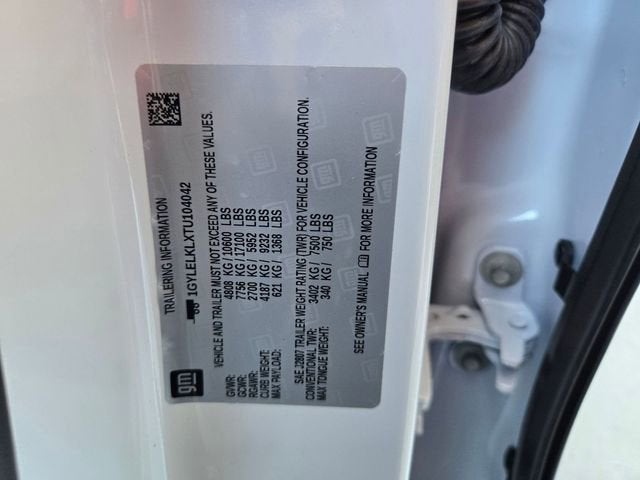 TRAILERING INFORMATION
1GYLELKLXTU104042
VEHICLE AND TRAILER MUST NOT EXCEED ANY OF THESE VALUES.
GVWR: 4808 KG / 10600 LBS
GCWR: 7756 KG / 17100 LBS
RGAWR: 2700 KG / 5952 LBS
CURB WEIGHT: 4187 KG / 9232 LBS
MAX PAYLOAD: 621 KG / 1368 LBS
SAE J2807 TRAILER WEIGHT RATING (TWR) FOR VEHICLE CONFIGURATION.
CONVENTIONAL TWR: 3402 KG / 7500 LBS
MAX TONGUE WEIGHT: 340 KG / 750 LBS
SEE OWNER'S MANUAL FOR MORE INFORMATION
gm